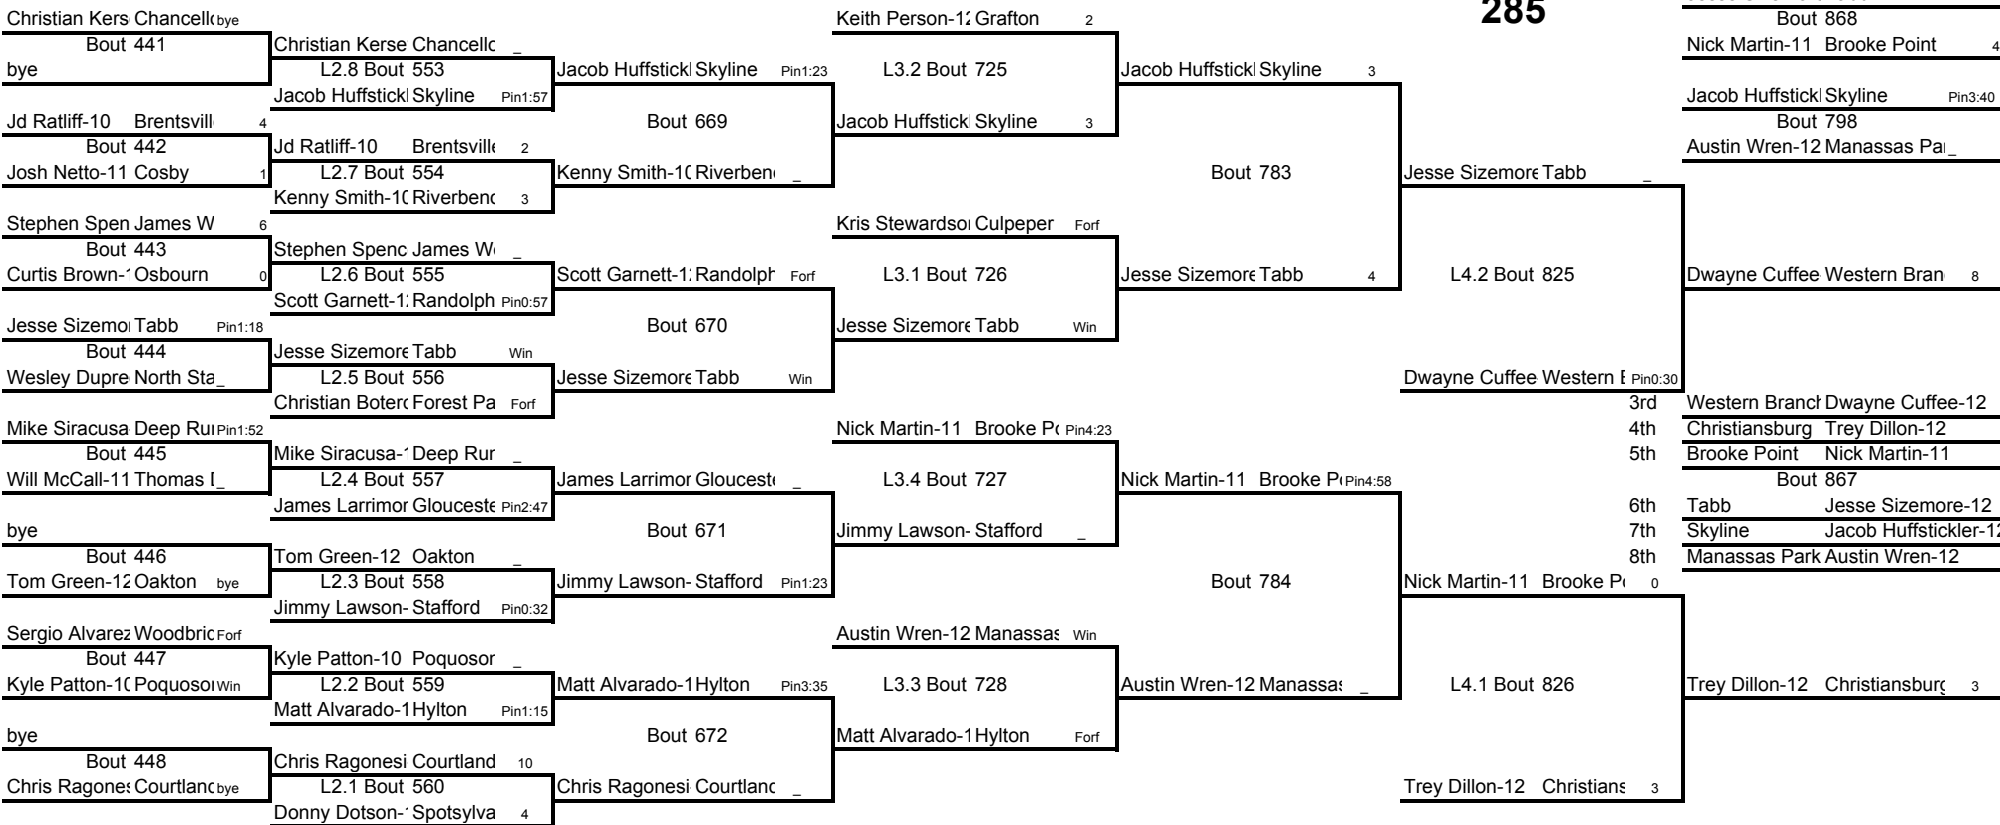 Christian Kers Chancell bye
Bout 441
bye
Jd Ratliff-10 Brentsvill 4
Bout 442
Josh Netto-11 Cosby 1
Stephen Spen James W 6
Bout 443
Curtis Brown- Osbourn 0
Jesse Sizemo Tabb Pin1:18
Bout 444
Wesley Dupre North Sta _
Mike Siracusa Deep Ru Pin1:52
Bout 445
Will McCall-11 Thomas _
bye
Bout 446
Tom Green-12 Oakton bye
Sergio Alvarez Woodbri Forf
Bout 447
Kyle Patton-1 Poquoso Win
bye
Bout 448
Chris Ragone Courtlan bye
Christian Kerse Chancell _
L2.8 Bout 553
Jacob Huffstick Skyline Pin1:57
Jd Ratliff-10 Brentsvill 2
L2.7 Bout 554
Kenny Smith-1 Riverben 3
Stephen Spen James W _
L2.6 Bout 555
Scott Garnett-1 Randolph Pin0:57
Jesse Sizemore Tabb Win
L2.5 Bout 556
Christian Boter Forest Pa Forf
Mike Siracusa- Deep Run _
L2.4 Bout 557
James Larrimor Glouceste Pin2:47
Tom Green-12 Oakton _
L2.3 Bout 558
Jimmy Lawson- Stafford Pin0:32
Kyle Patton-10 Poquoson _
L2.2 Bout 559
Matt Alvarado-1 Hylton Pin1:15
Chris Ragonesi Courtland 10
L2.1 Bout 560
Donny Dotson- Spotsylva 4
Jacob Huffstickl Skyline Pin1:23
Bout 669
Kenny Smith-1 Riverben _
Scott Garnett-1 Randolph Forf
Bout 670
Jesse Sizemore Tabb Win
James Larrimor Glouceste _
Bout 671
Jimmy Lawson- Stafford Pin1:23
Matt Alvarado-1 Hylton Pin3:35
Bout 672
Chris Ragonesi Courtlan _
Keith Person-12 Grafton 2
L3.2 Bout 725
Jacob Huffstick Skyline 3
Kris Stewardso Culpeper Forf
L3.1 Bout 726
Jesse Sizemore Tabb Win
Nick Martin-11 Brooke P Pin4:23
L3.4 Bout 727
Jimmy Lawson- Stafford _
Austin Wren-12 Manassas Win
L3.3 Bout 728
Matt Alvarado-1 Hylton Forf
Jacob Huffstickl Skyline 3
Bout 783
Jesse Sizemore Tabb 4
Nick Martin-11 Brooke P Pin4:58
Bout 784
Austin Wren-12 Manassas _
285
Jesse Sizemore Tabb _
L4.2 Bout 825
Dwayne Cuffee Western B Pin0:30
Nick Martin-11 Brooke P 0
L4.1 Bout 826
Trey Dillon-12 Christians 3
Bout 868
Nick Martin-11 Brooke Point 4
Jacob Huffstickl Skyline Pin3:40
Bout 798
Austin Wren-12 Manassas Pa _
Dwayne Cuffee Western Bran 8
3rd Western Branch Dwayne Cuffee-12
4th Christiansburg Trey Dillon-12
5th Brooke Point Nick Martin-11
Bout 867
6th Tabb Jesse Sizemore-12
7th Skyline Jacob Huffstickler-12
8th Manassas Park Austin Wren-12
Trey Dillon-12 Christiansburg 3